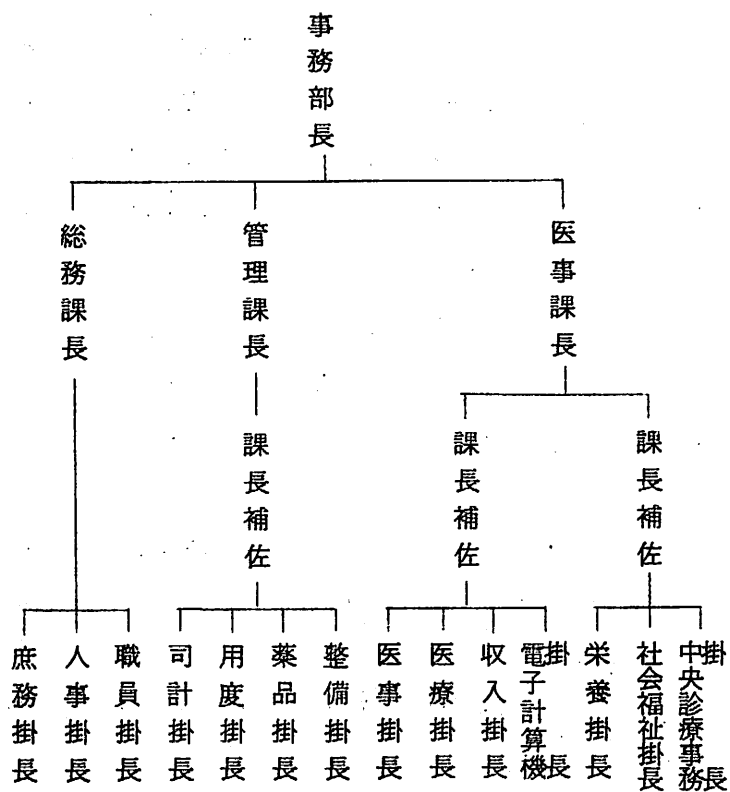 事務部長
総務課長
管理課長
医事課長
課長補佐
課長補佐
課長補佐
庶務掛長
人事掛長
職員掛長
司計掛長
用度掛長
薬品掛長
整備掛長
医事掛長
医療掛長
収入掛長
電子計算機掛長
栄養掛長
社会福祉掛長
中央診療事務掛長